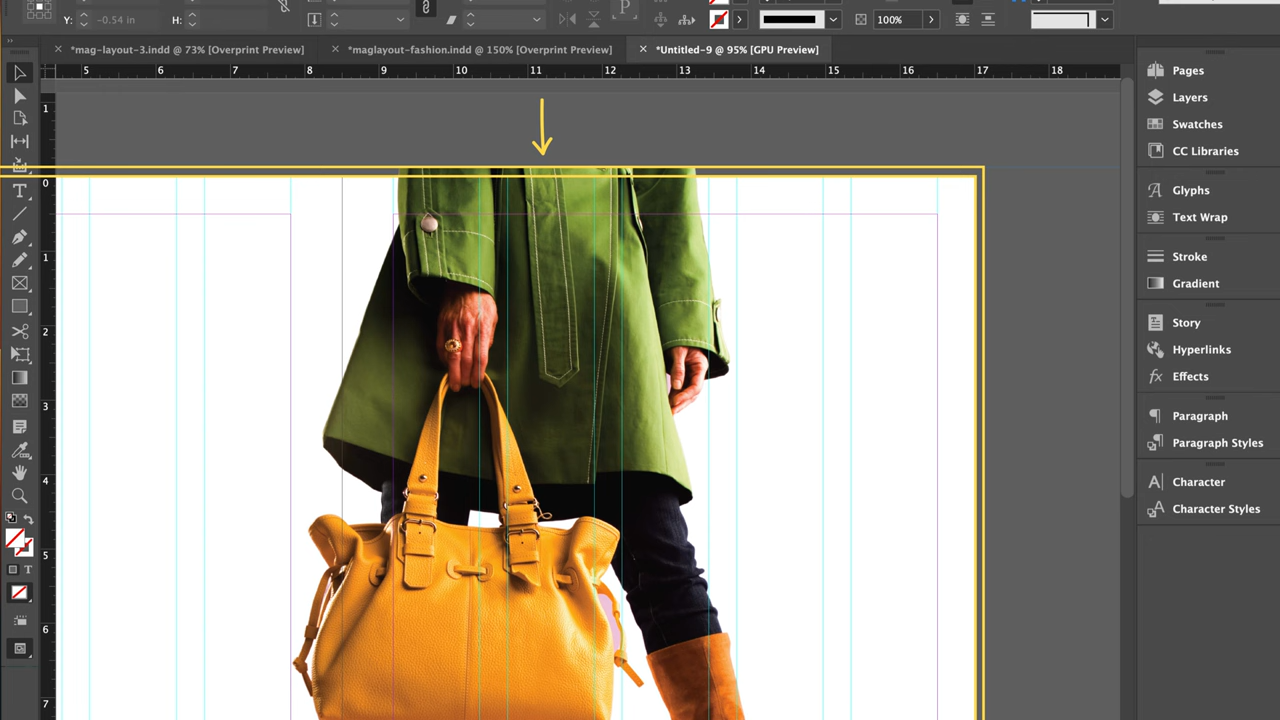 Y: -0.54 in H: 100%
*mag-layout-3.indd @ 73% [Overprint Preview] *maglayout-fashion.indd @ 150% [Overprint Preview] *Untitled-9 @ 95% [GPU Preview]
5 6 7 8 9 10 11 12 13 14 15 16 17 18
1
0
1
2
3
4
5
6
7
Pages
Layers
Swatches
CC Libraries
Glyphs
Text Wrap
Stroke
Gradient
Story
Hyperlinks
Effects
Paragraph
Paragraph Styles
Character
Character Styles